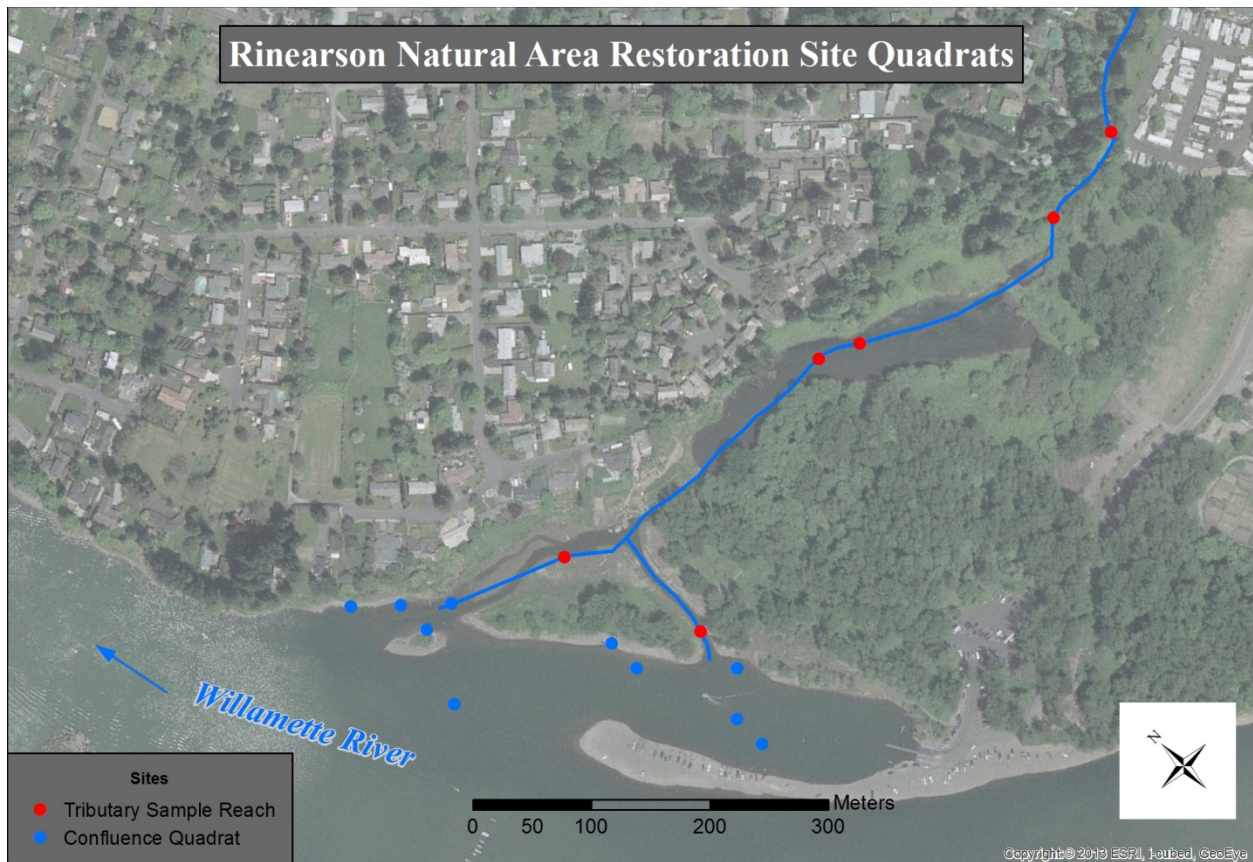 Rinearson Natural Area Restoration Site Quadrats
Willamette River
N
Sites
Tributary Sample Reach
Confluence Quadrat
Meters
0 50 100 200 300
Copyright:© 2013 ESRI, i-cubed, GeoEye